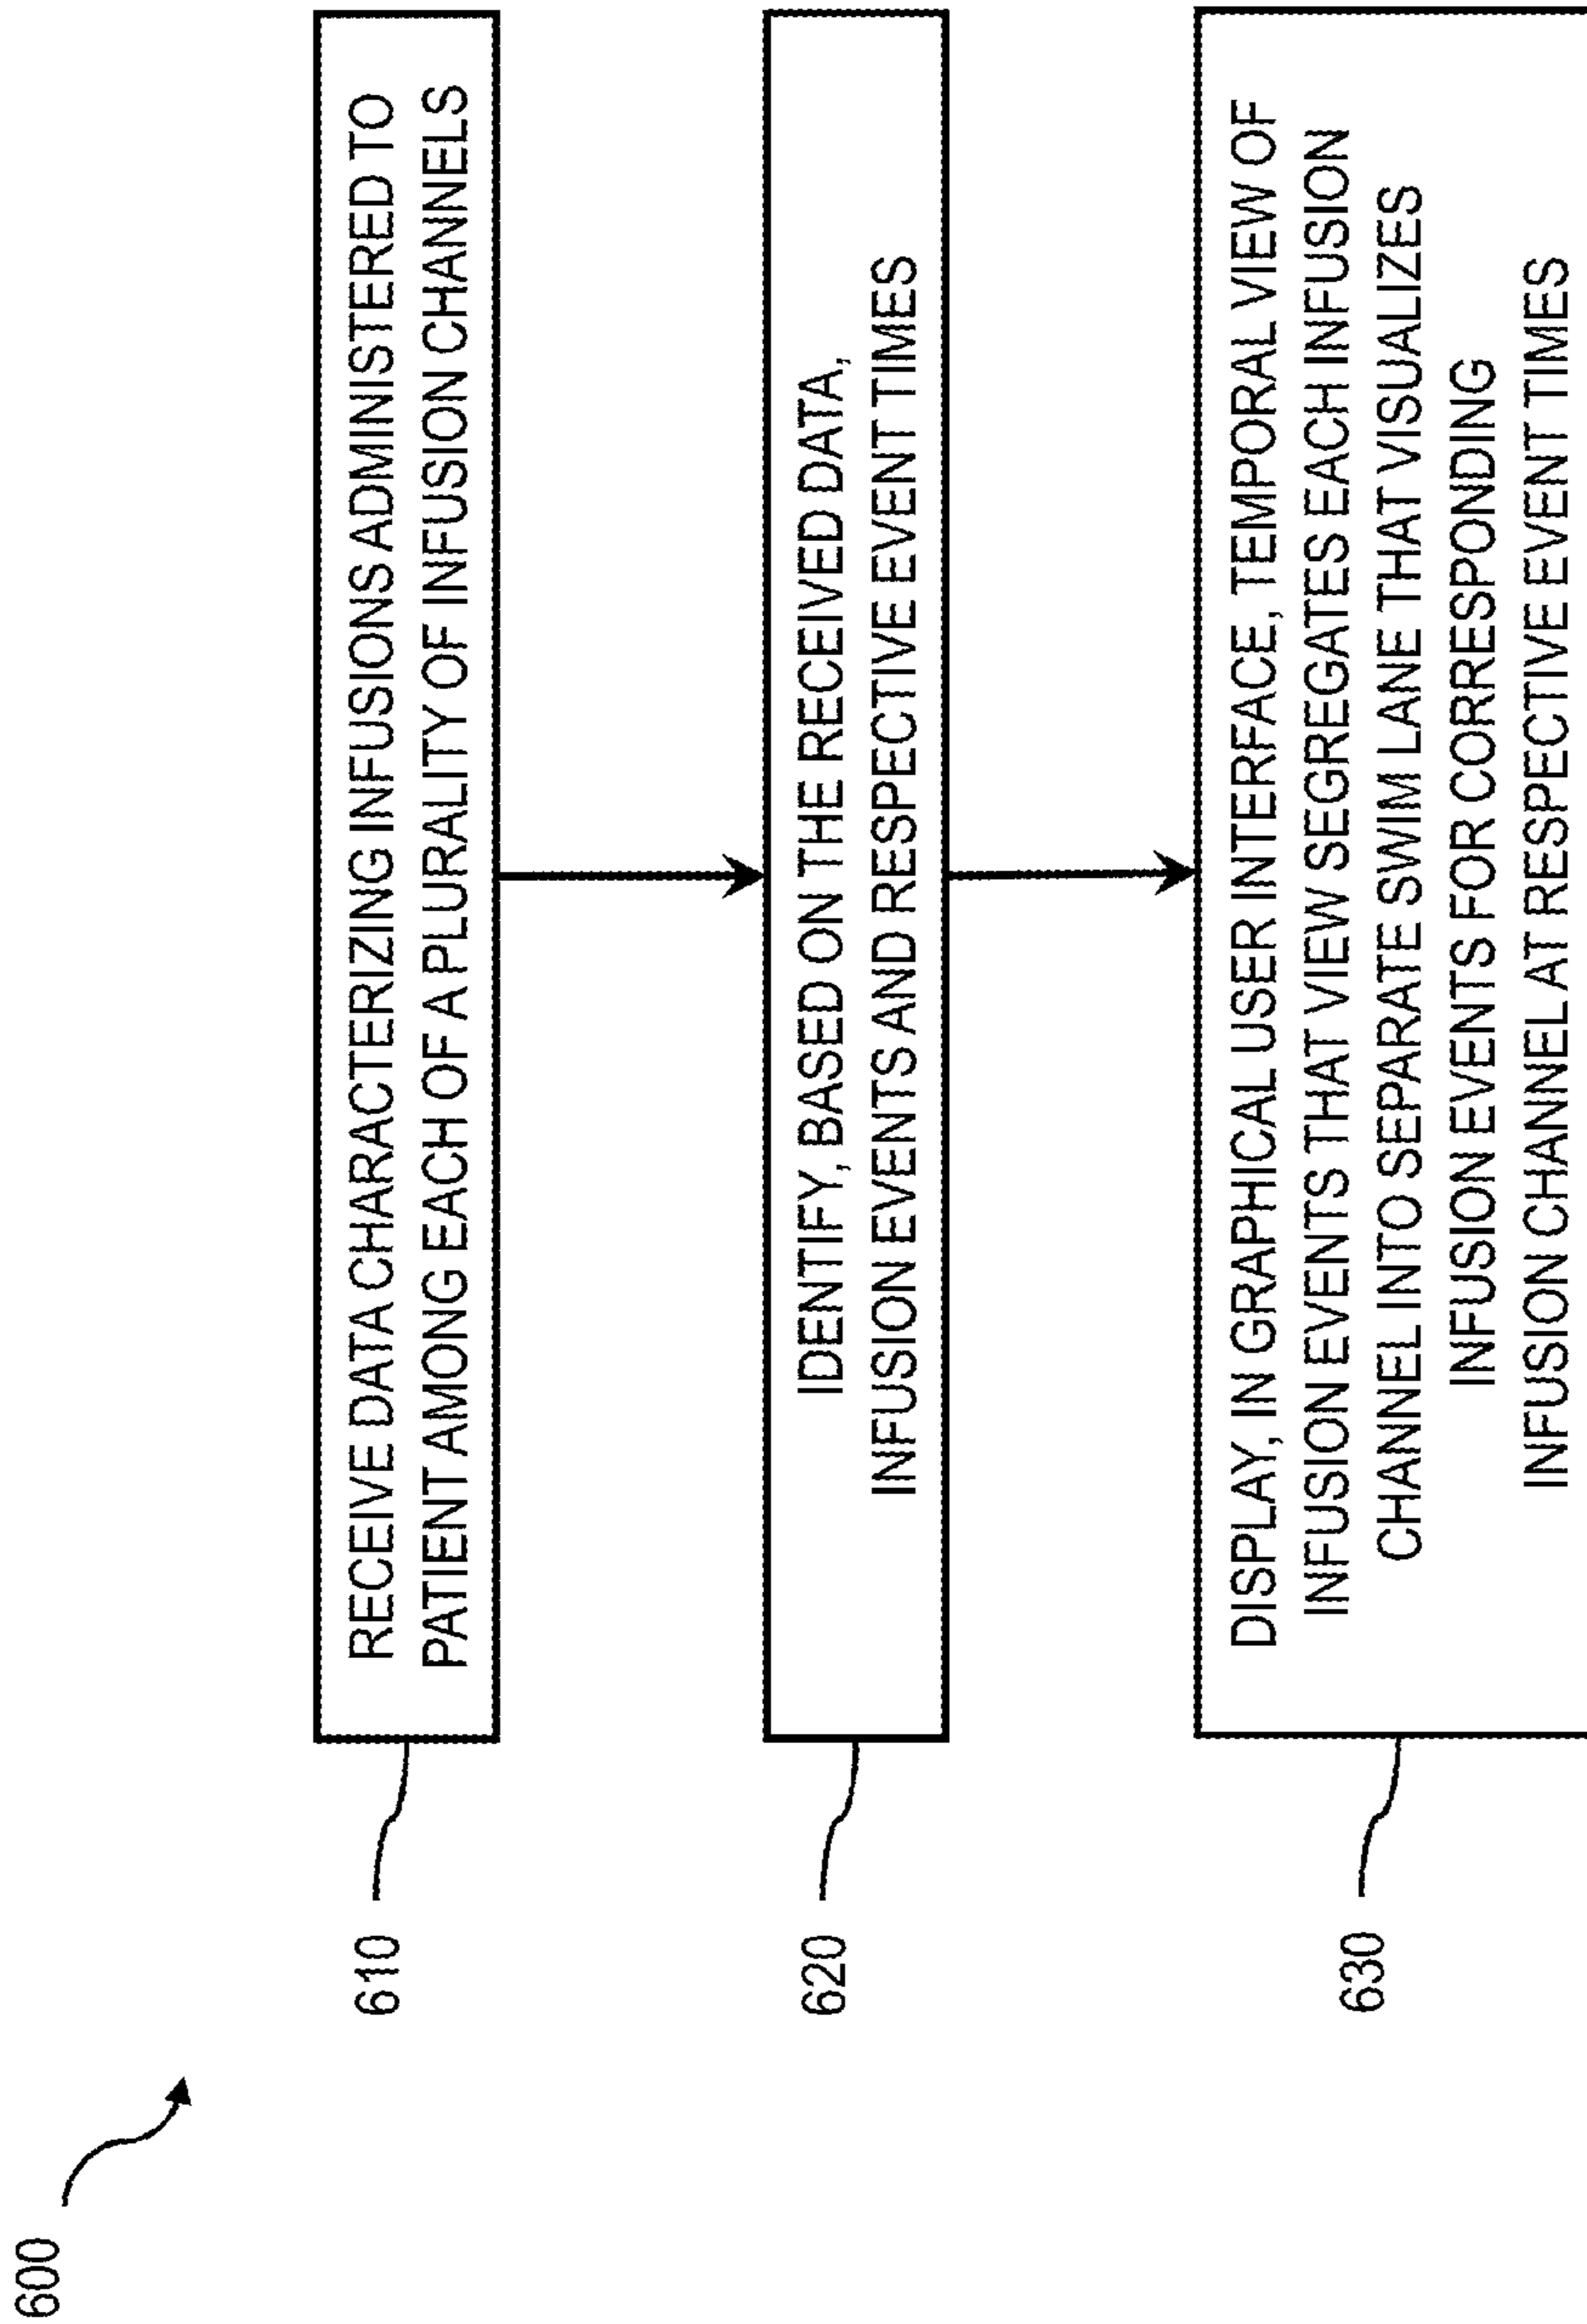 600
610
RECEIVE DATA CHARACTERIZING INFUSIONS ADMINISTERED TO
PATIENT AMONG EACH OF A PLURALITY OF INFUSION CHANNELS
620
IDENTIFY, BASED ON THE RECEIVED DATA,
INFUSION EVENTS AND RESPECTIVE EVENT TIMES
630
DISPLAY, IN GRAPHICAL USER INTERFACE, TEMPORAL VIEW OF
INFUSION EVENTS THAT VIEW SEGREGATES EACH INFUSION
CHANNEL INTO SEPARATE SWIM LANE THAT VISUALIZES
INFUSION EVENTS FOR CORRESPONDING
INFUSION CHANNEL AT RESPECTIVE EVENT TIMES